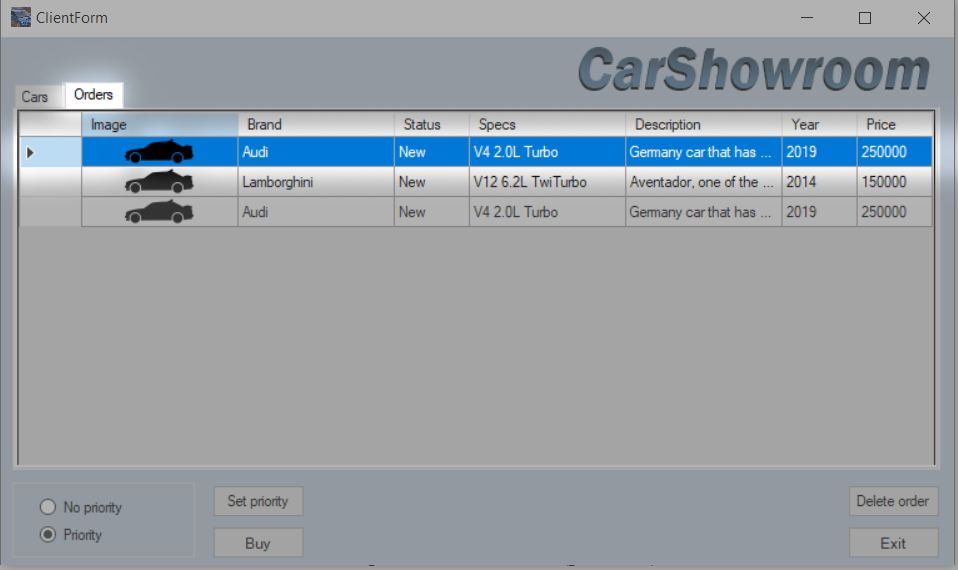 ClientForm
CarShowroom
Cars Orders
Image Brand Status Specs Description Year Price
Audi New V4 2.0L Turbo Germany car that has ... 2019 250000
Lamborghini New V12 6.2L TwiTurbo Aventador, one of the ... 2014 150000
Audi New V4 2.0L Turbo Germany car that has ... 2019 250000
No priority Set priority Delete order
Priority Buy Exit